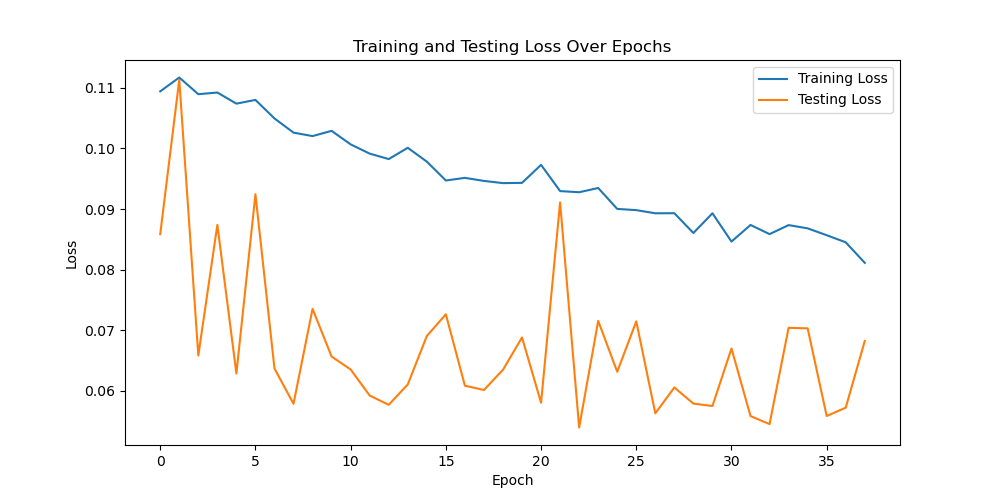 Training and Testing Loss Over Epochs
Training Loss
Testing Loss
0.11
0.10
0.09
0.08
0.07
0.06
Loss
0
5
10
15
20
25
30
35
Epoch